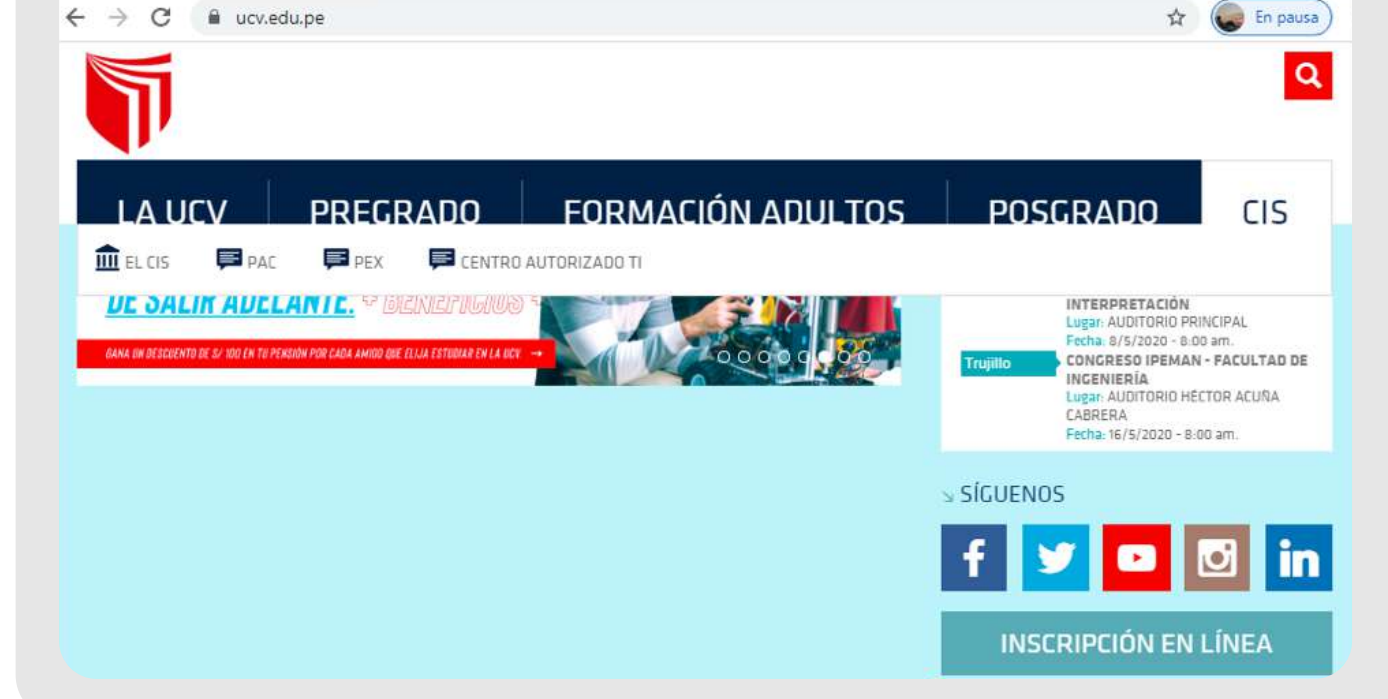 ucv.edu.pe
En pausa
LA UCV
PREGRADO
FORMACIÓN ADULTOS
POSGRADO
CIS
EL CIS
PAC
PEX
CENTRO AUTORIZADO TI
DE SALIR ADELANTE. + BENEFICIOS +
GANA UN DESCUENTO DE S/ 100 EN TU PENSIÓN POR CADA AMIGO QUE ELIJA ESTUDIAR EN LA UCV. →
INTERPRETACIÓN
Lugar: AUDITORIO PRINCIPAL
Fecha: 8/5/2020 - 8:00 am.
Trujillo
CONGRESO IPEMAN - FACULTAD DE
INGENIERÍA
Lugar: AUDITORIO HÉCTOR ACUÑA
CABRERA
Fecha: 16/5/2020 - 8:00 am.
SÍGUENOS
f
in
INSCRIPCIÓN EN LÍNEA